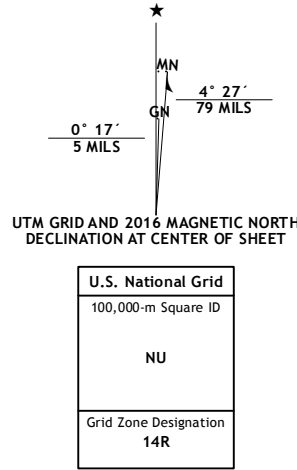 ★
MN
4° 27´
79 MILS
GN
0° 17´
5 MILS
UTM GRID AND 2016 MAGNETIC NORTH
DECLINATION AT CENTER OF SHEET
U.S. National Grid
100,000-m Square ID
NU
Grid Zone Designation
14R